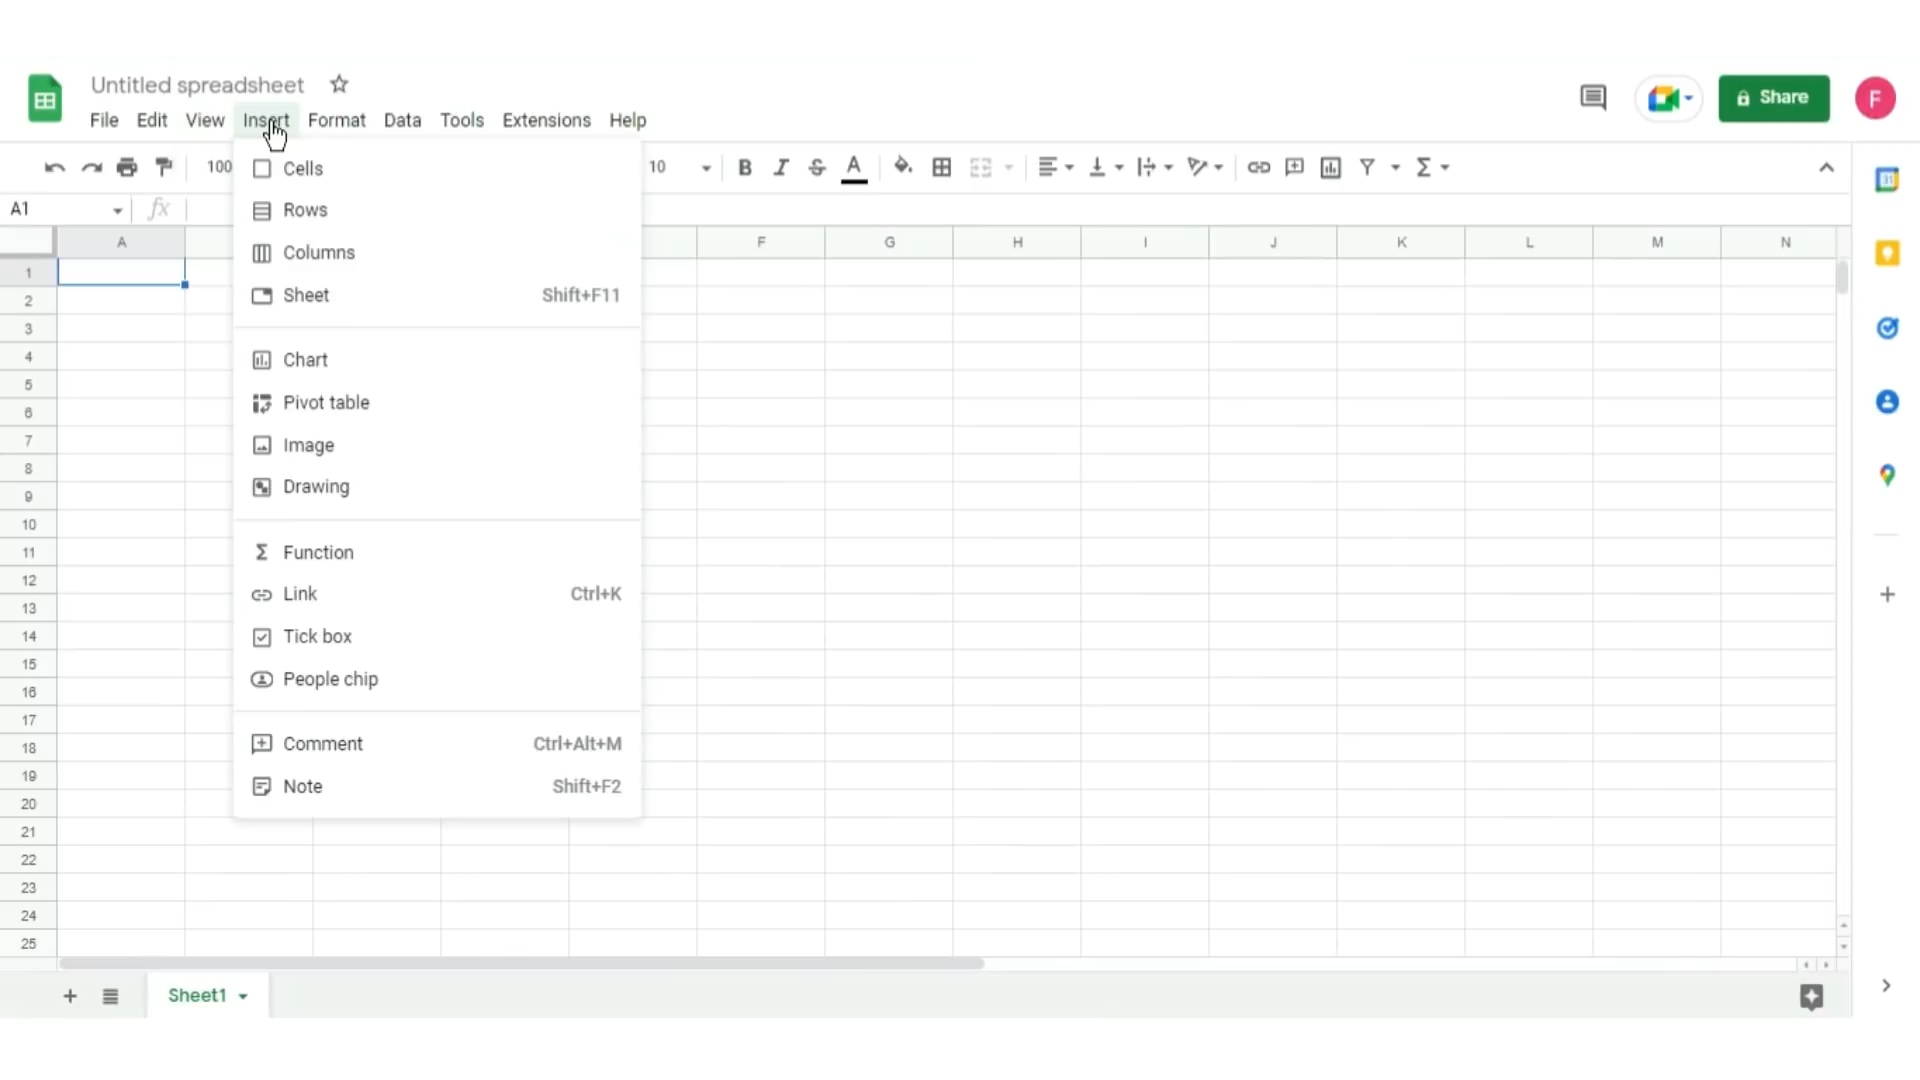 Untitled spreadsheet
File Edit View Insert Format Data Tools Extensions Help
Share
F
100
10 B I S A
A1 fx
A F G H I J K L M N
Cells
Rows
Columns
Sheet Shift+F11
Chart
Pivot table
Image
Drawing
Σ Function
Link Ctrl+K
Tick box
People chip
Comment Ctrl+Alt+M
Note Shift+F2
1
2
3
4
5
6
7
8
9
10
11
12
13
14
15
16
17
18
19
20
21
22
23
24
25
Sheet1
31